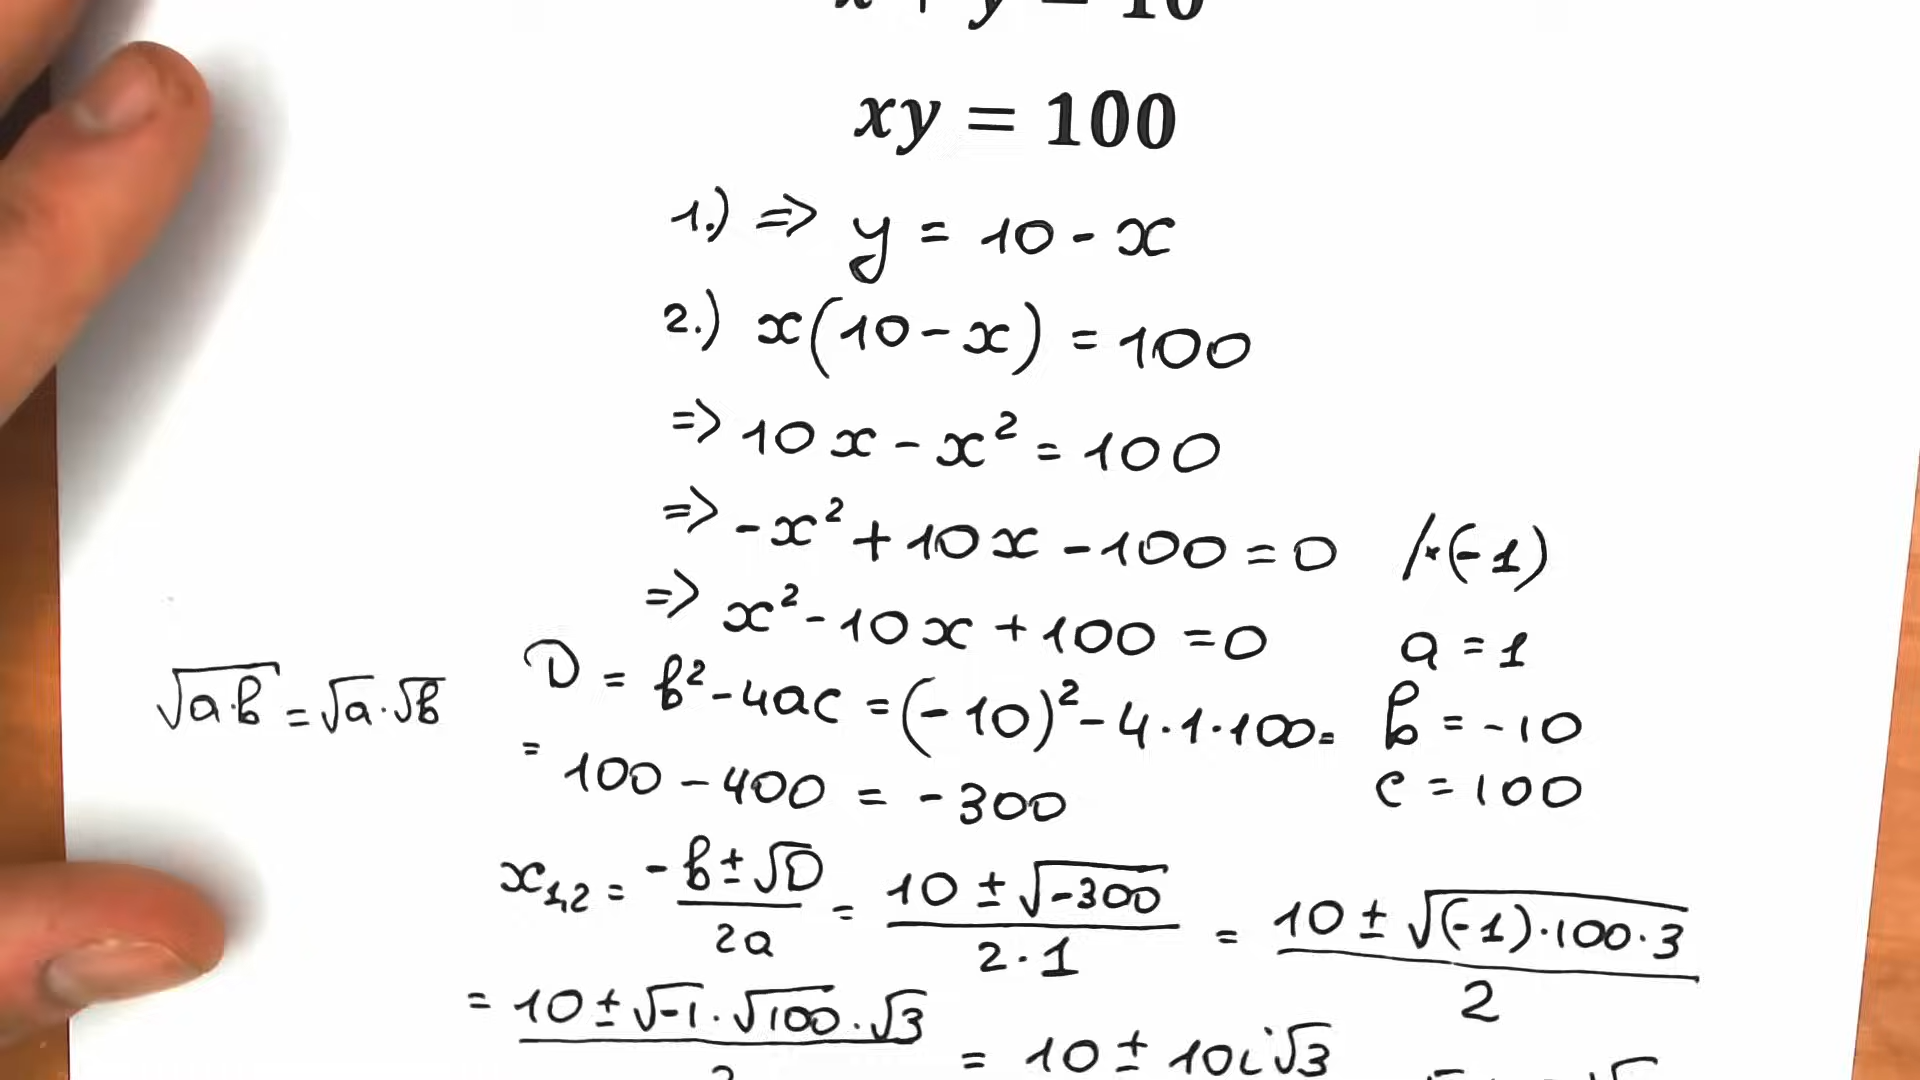 x + y = 10
xy = 100
1.) => y = 10 - x
2.) x(10 - x) = 100
=> 10x - x² = 100
=> -x² + 10x - 100 = 0 /·(-1)
=> x² - 10x + 100 = 0 a = 1
√a·b = √a·√b D = b² - 4ac = (-10)² - 4·1·100 = b = -10
= 100 - 400 = -300 c = 100
x1,2 = -b ± √D / 2a = 10 ± √-300 / 2·1 = 10 ± √(-1)·100·3 / 2
= 10 ± √-1·√100·√3 / 2 = 10 ± 10i√3